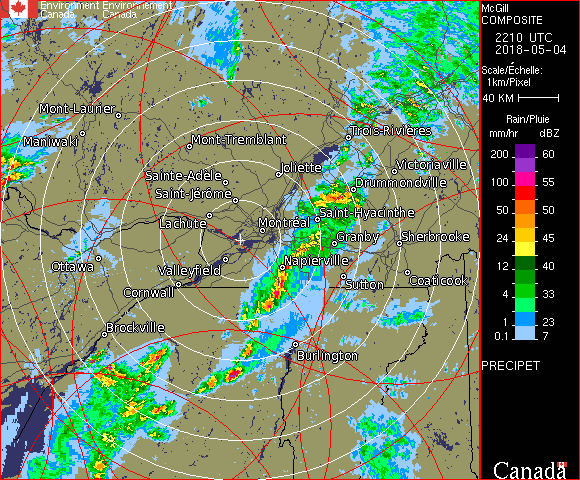 Environment Environnement
Canada Canada
McGill
COMPOSITE
2210 UTC
2018-05-04
Scale/Échelle:
1km/Pixel
40 KM
Rain/Pluie
mm/hr dBZ
200 60
100 55
50 50
24 45
12 40
4 33
1 23
0.1 7
PRECIPET
Canada
Mont-Laurier
Maniwaki
Mont-Tremblant
Trois-Rivières
Sainte-Adèle
Joliette
Victoriaville
Saint-Jérôme
Drummondville
Lachute
Montréal
Saint-Hyacinthe
Granby
Sherbrooke
Ottawa
Valleyfield
Napierville
Cornwall
Sutton
Coaticook
Brockville
Burlington